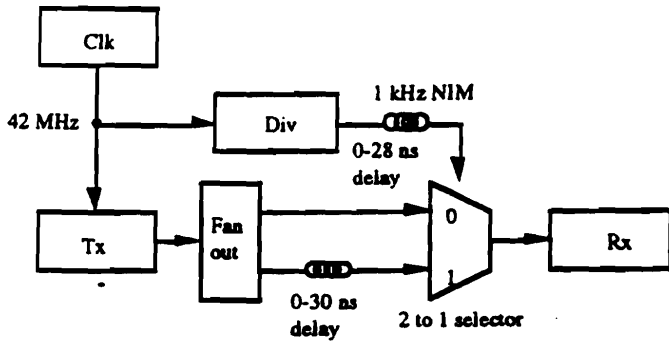 Clk
42 MHz
Div
1 kHz NIM
0-28 ns
delay
Tx
Fan
out
0
1
0-30 ns
delay
2 to 1 selector
Rx